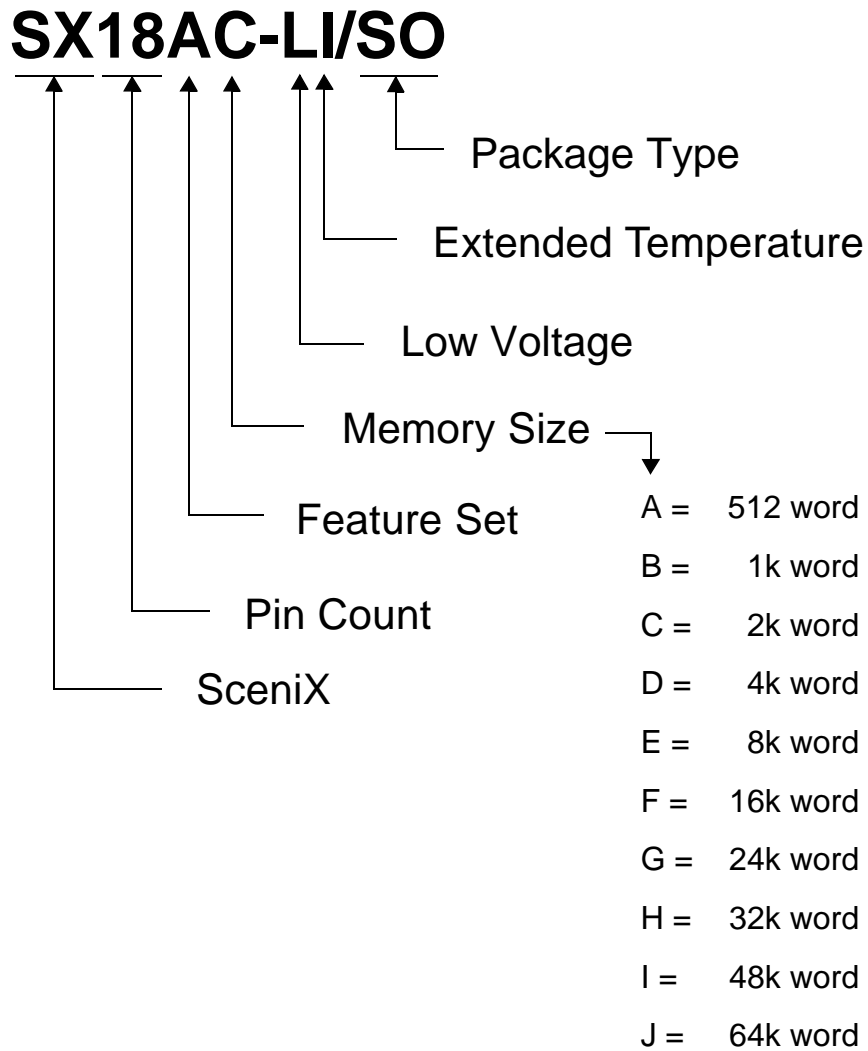 SX18AC-LI/SO
Package Type
Extended Temperature
Low Voltage
Memory Size
Feature Set
Pin Count
SceniX
A = 512 word
B = 1k word
C = 2k word
D = 4k word
E = 8k word
F = 16k word
G = 24k word
H = 32k word
I = 48k word
J = 64k word